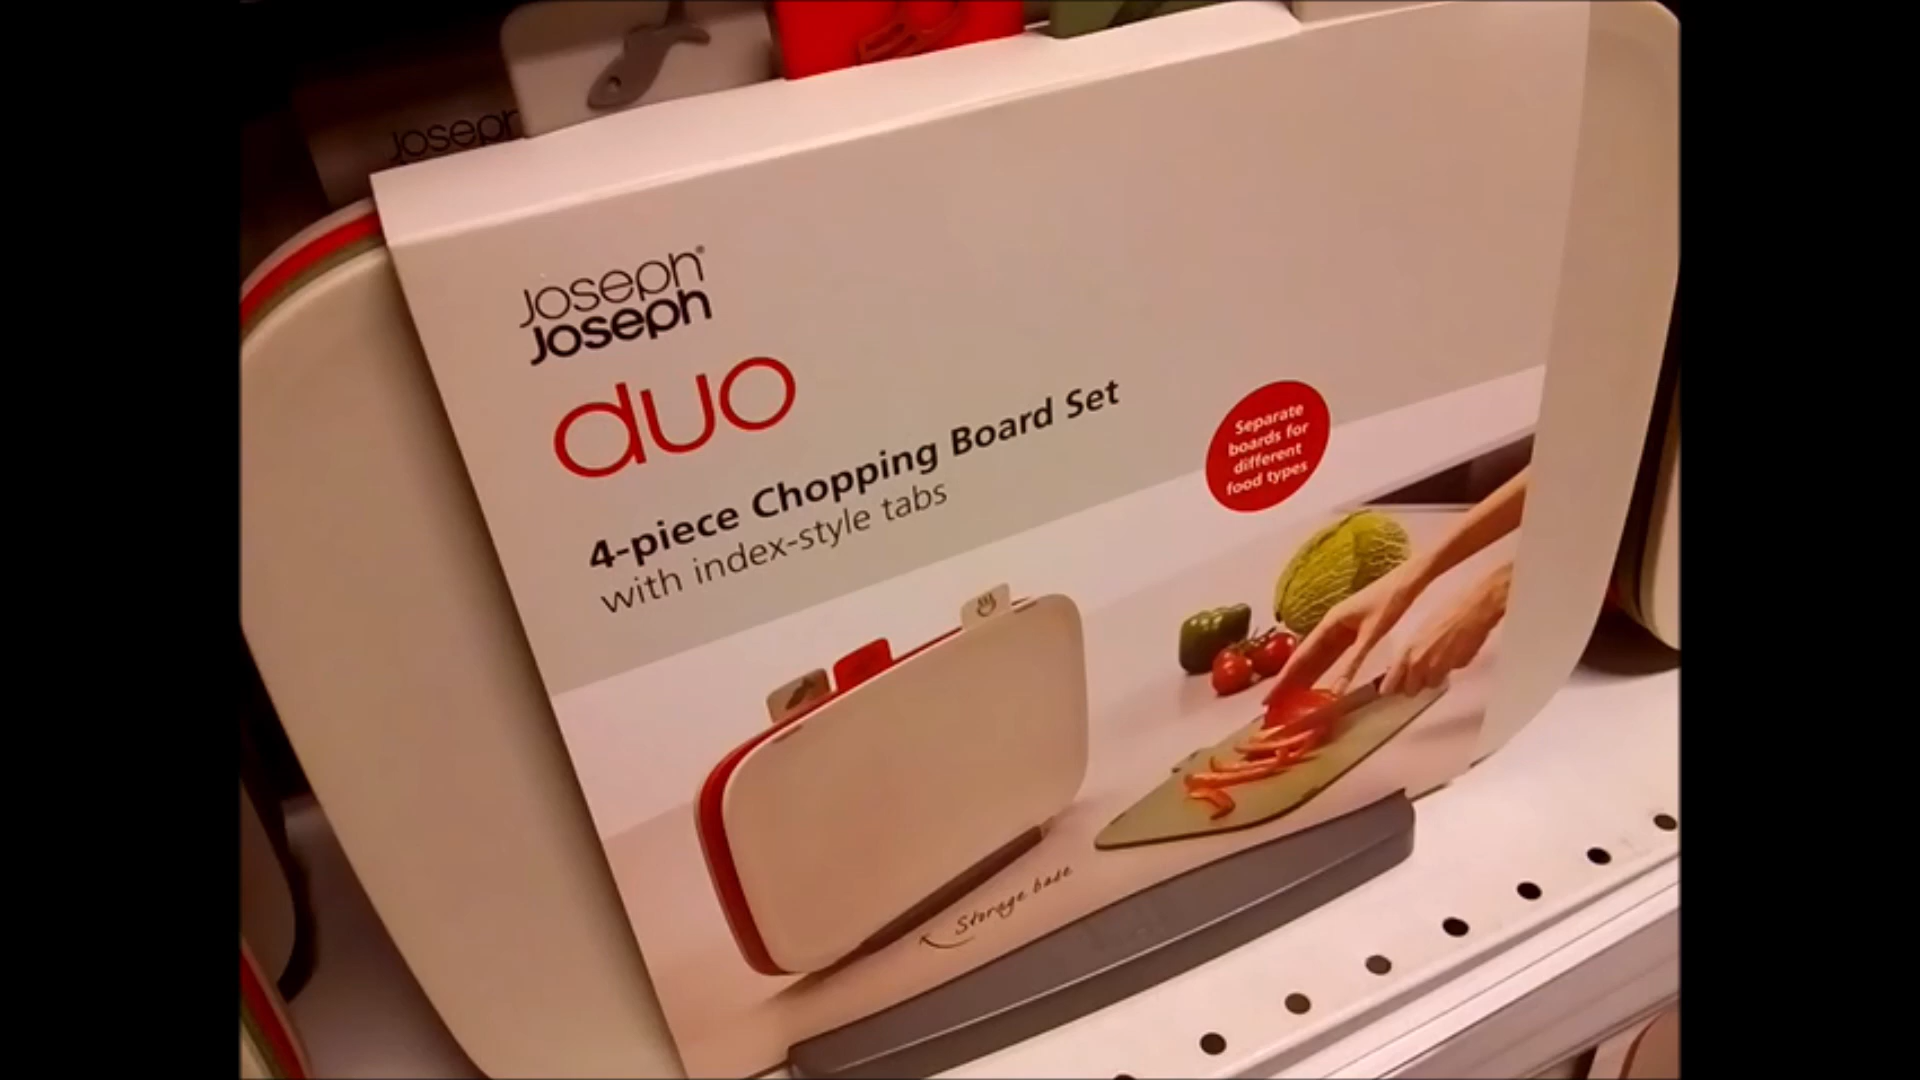 Joseph
Joseph®
Joseph
duo
4-piece Chopping Board Set
with index-style tabs
Separate
boards for
different
food types
Storage base